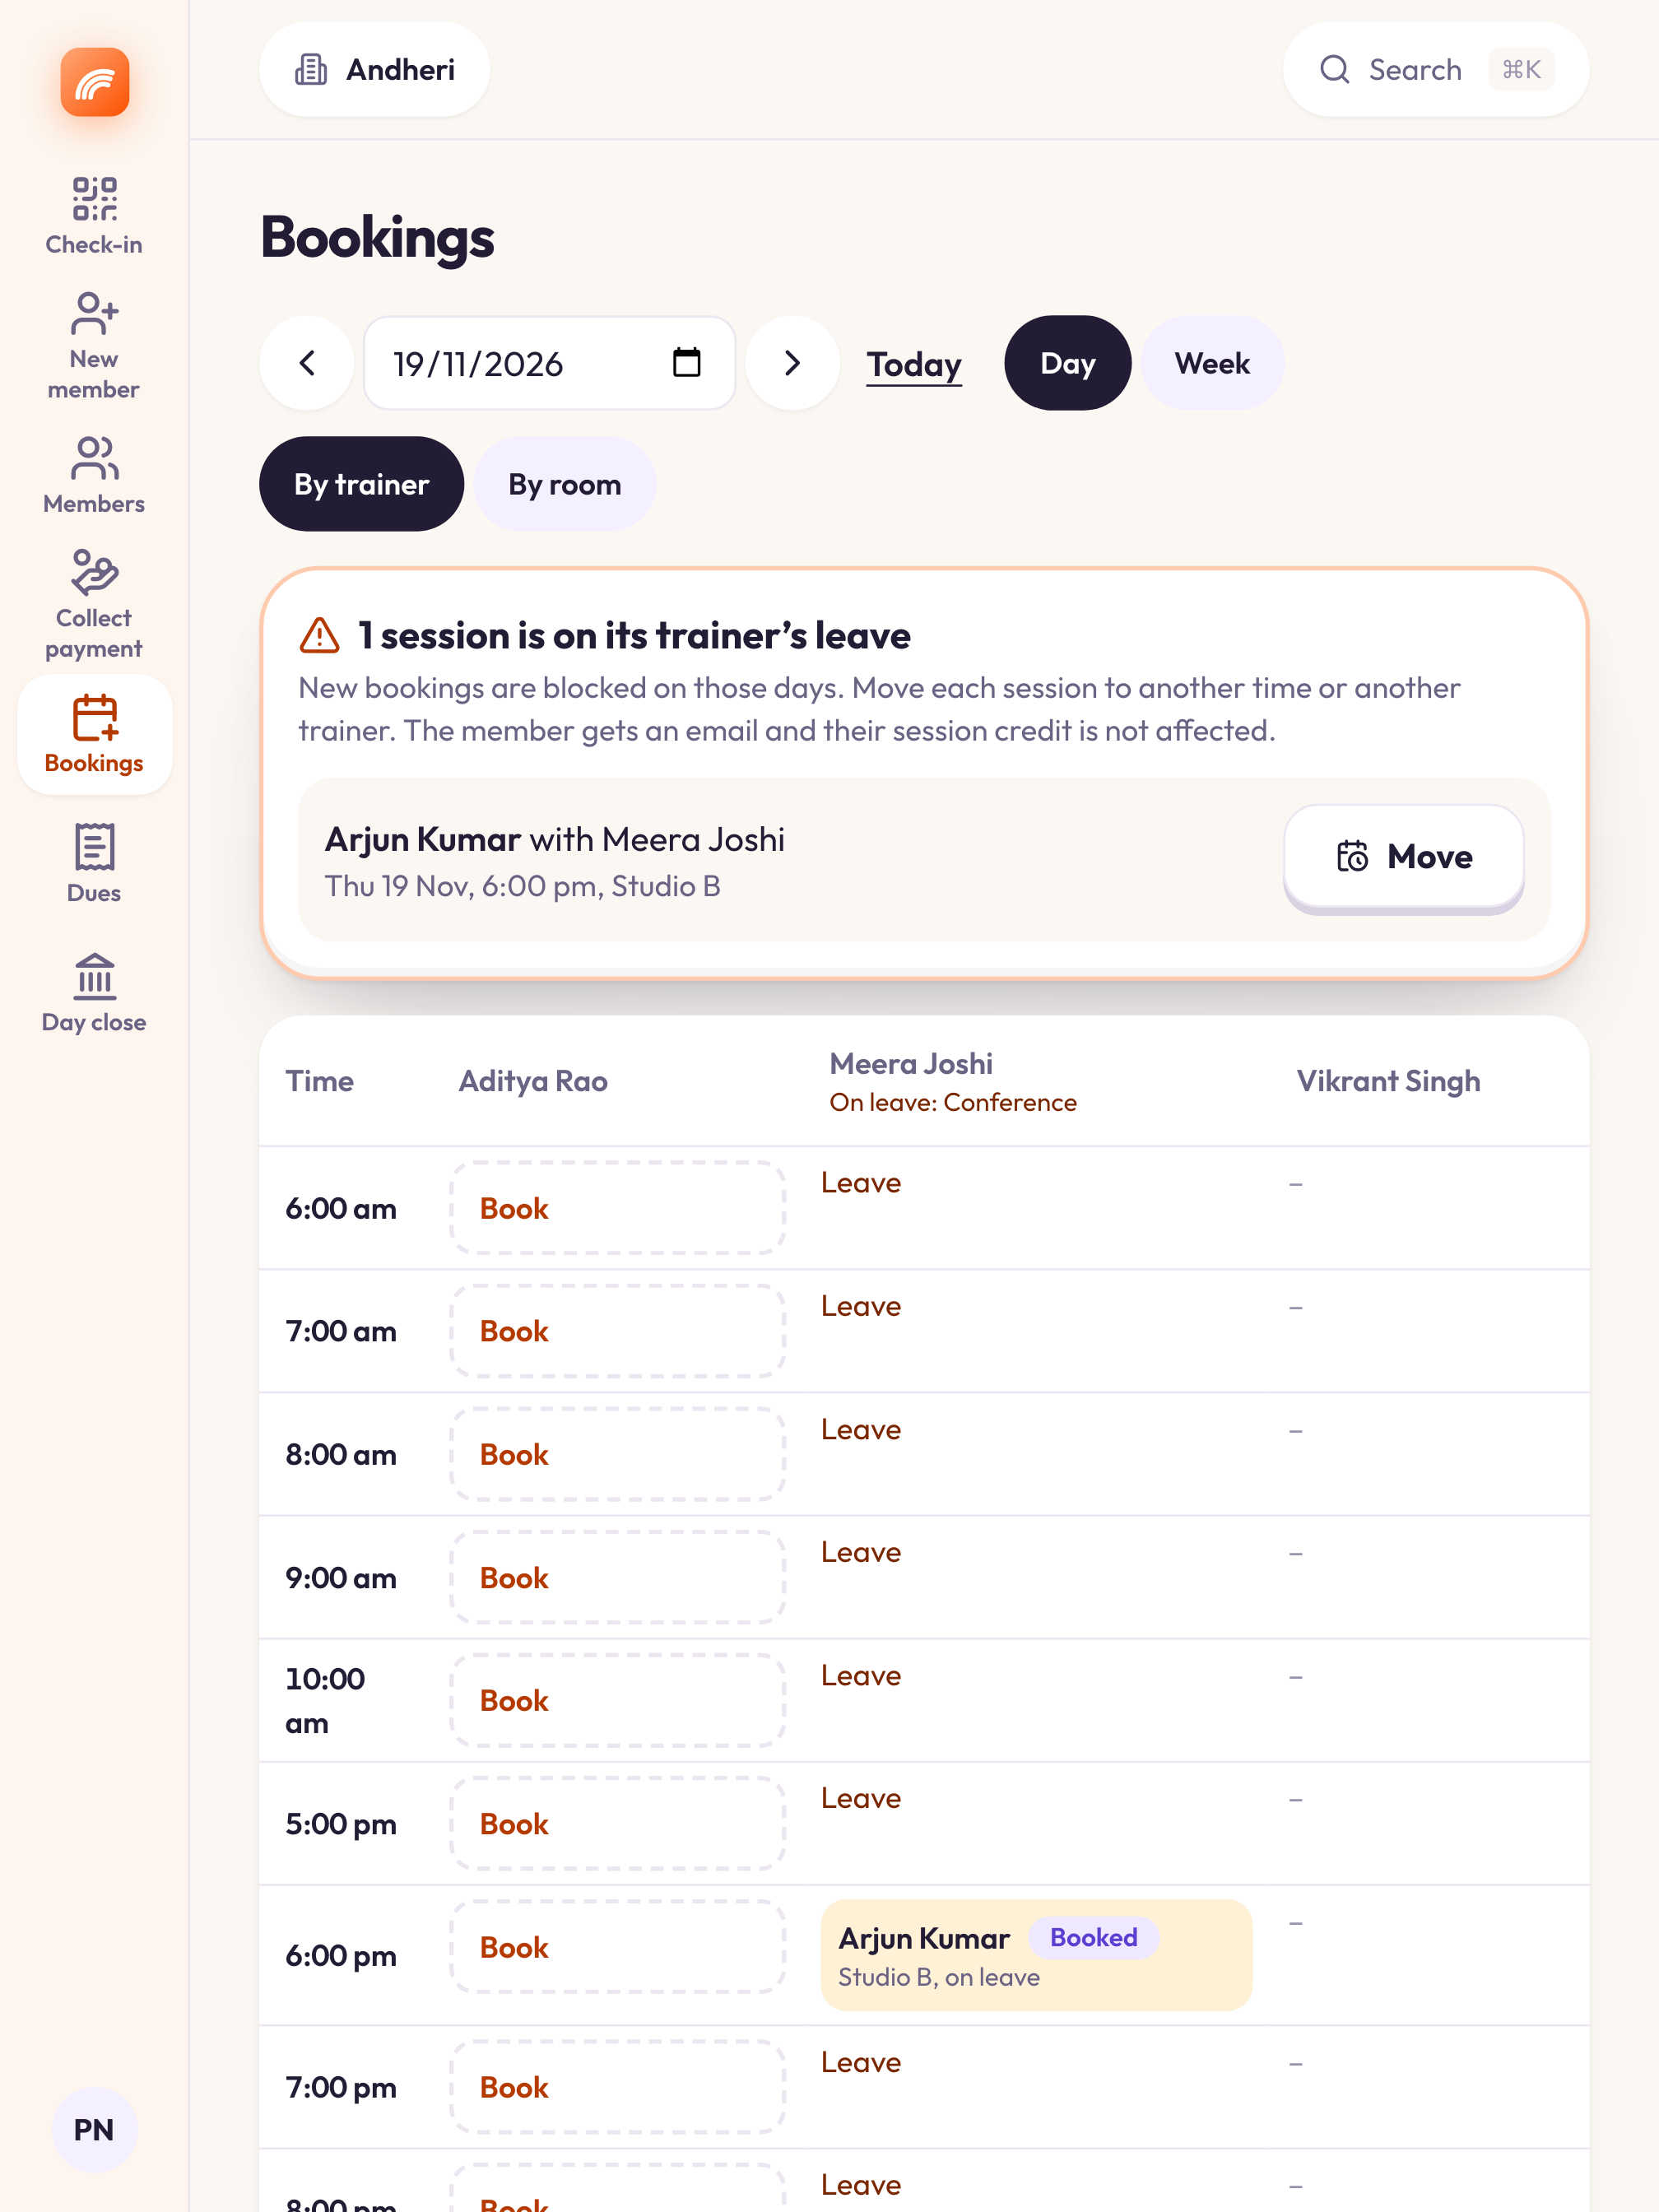 Andheri
Search ⌘K
Check-in
New
member
Members
Collect
payment
Bookings
Dues
Day close
PN
Bookings
19/11/2026
Today
Day
Week
By trainer
By room
1 session is on its trainer’s leave
New bookings are blocked on those days. Move each session to another time or another
trainer. The member gets an email and their session credit is not affected.
Arjun Kumar with Meera Joshi
Thu 19 Nov, 6:00 pm, Studio B
Move
Time Aditya Rao Meera Joshi Vikrant Singh
On leave: Conference
6:00 am Book Leave –
7:00 am Book Leave –
8:00 am Book Leave –
9:00 am Book Leave –
10:00
am Book Leave –
5:00 pm Book Leave –
6:00 pm Book Arjun Kumar Booked –
Studio B, on leave
7:00 pm Book Leave –
8:00 pm Book Leave –